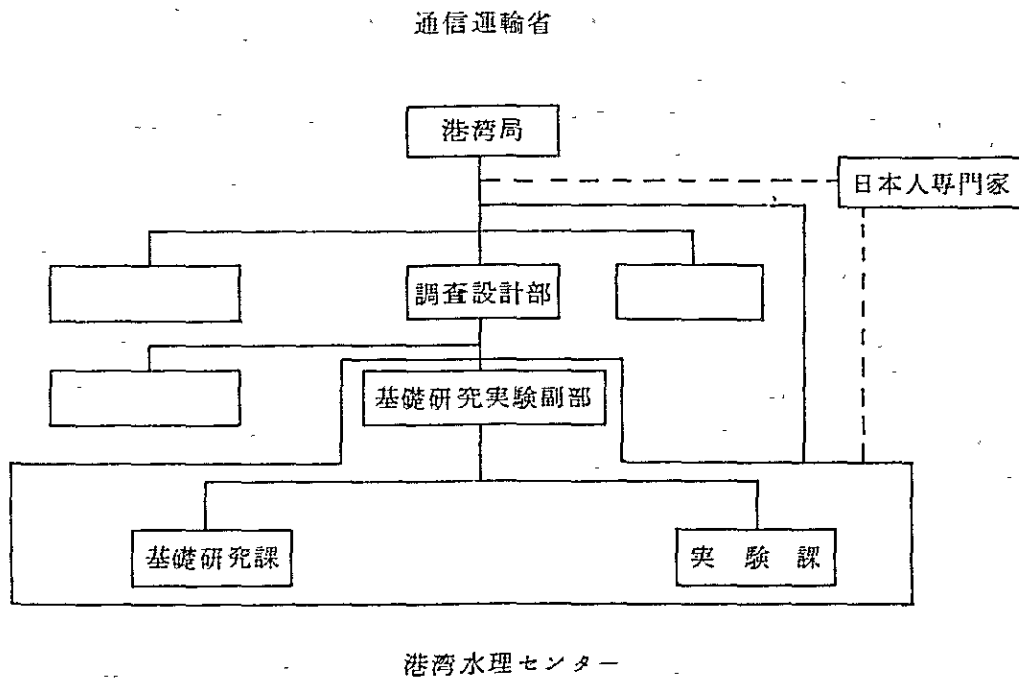 通信運輸省
港湾局
日本人専門家
調査設計部
基礎研究実験副部
基礎研究課
実験課
港湾水理センター